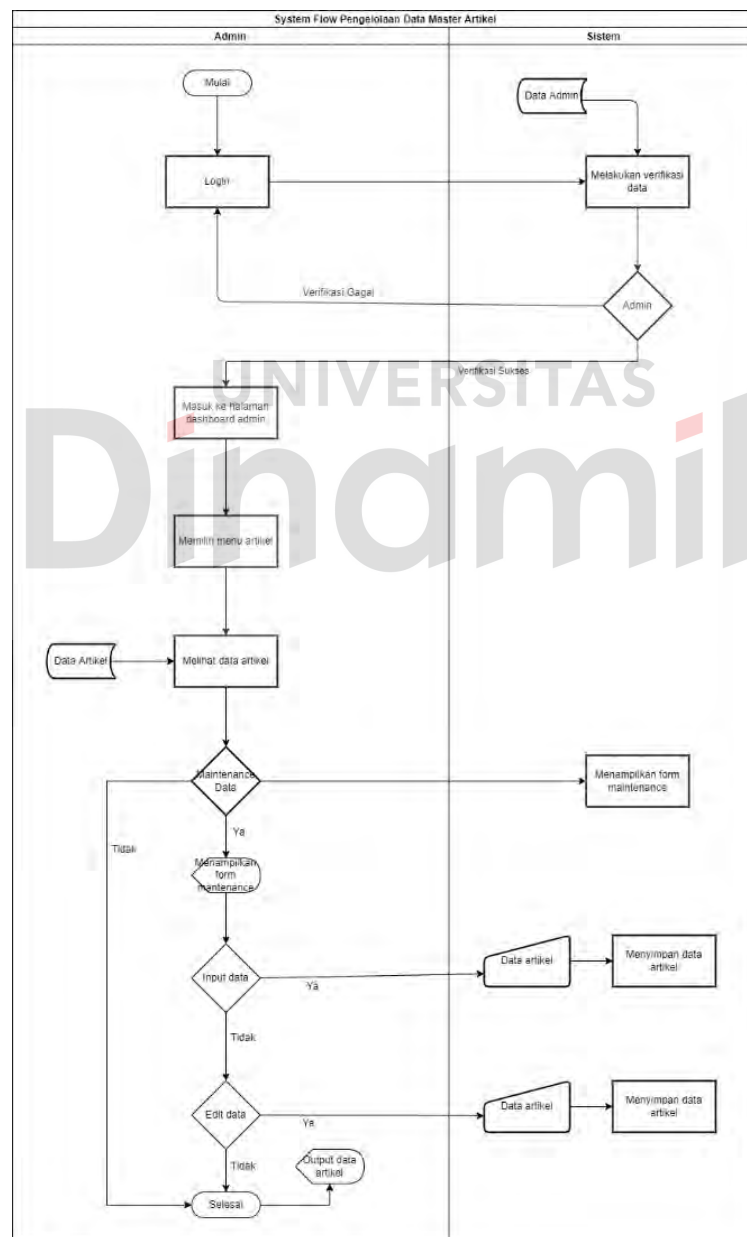 System Flow Pengelolaan Data Master Artikel
Admin
Sistem
Mulai
Data Admin
Login
Melakukan verifikasi
data
Verifikasi Gagal
Admin
Verifikasi Sukses
UNIVERSITAS
Dinamik
Masuk ke halaman
dashboard admin
Memilih menu artikel
Data Artikel
Melihat data artikel
Maintenance
Data
Menampilkan form
maintenance
Tidak
Ya
Menampilkan
form
mantenance
Input data
Ya
Data artikel
Menyimpan data
artikel
Tidak
Edit data
Ya
Data artikel
Menyimpan data
artikel
Tidak
Output data
artikel
Selesai